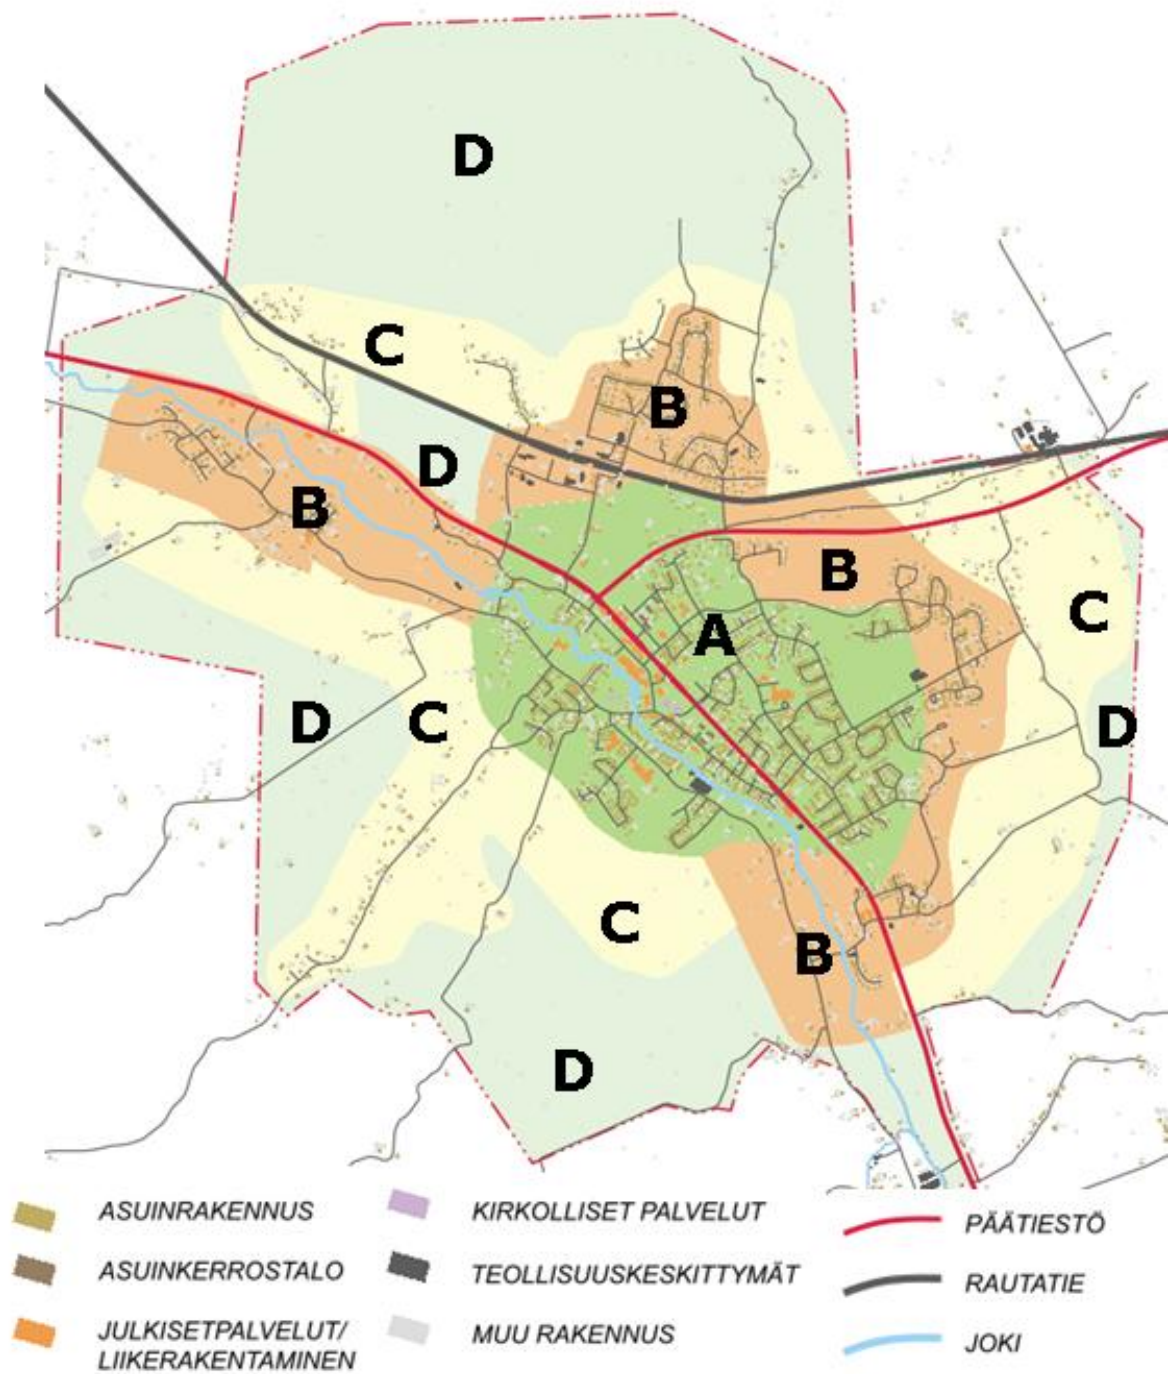 D
C
B
D
B
B
A
C
D
C
D
C
B
D
ASUINRAKENNUS
ASUINKERROSTALO
JULKISETPALVELUT/
LIIKERAKENTAMINEN
KIRKOLLISET PALVELUT
TEOLLISUUSKESKITTYMÄT
MUU RAKENNUS
PÄÄTIESTÖ
RAUTATIE
JOKI